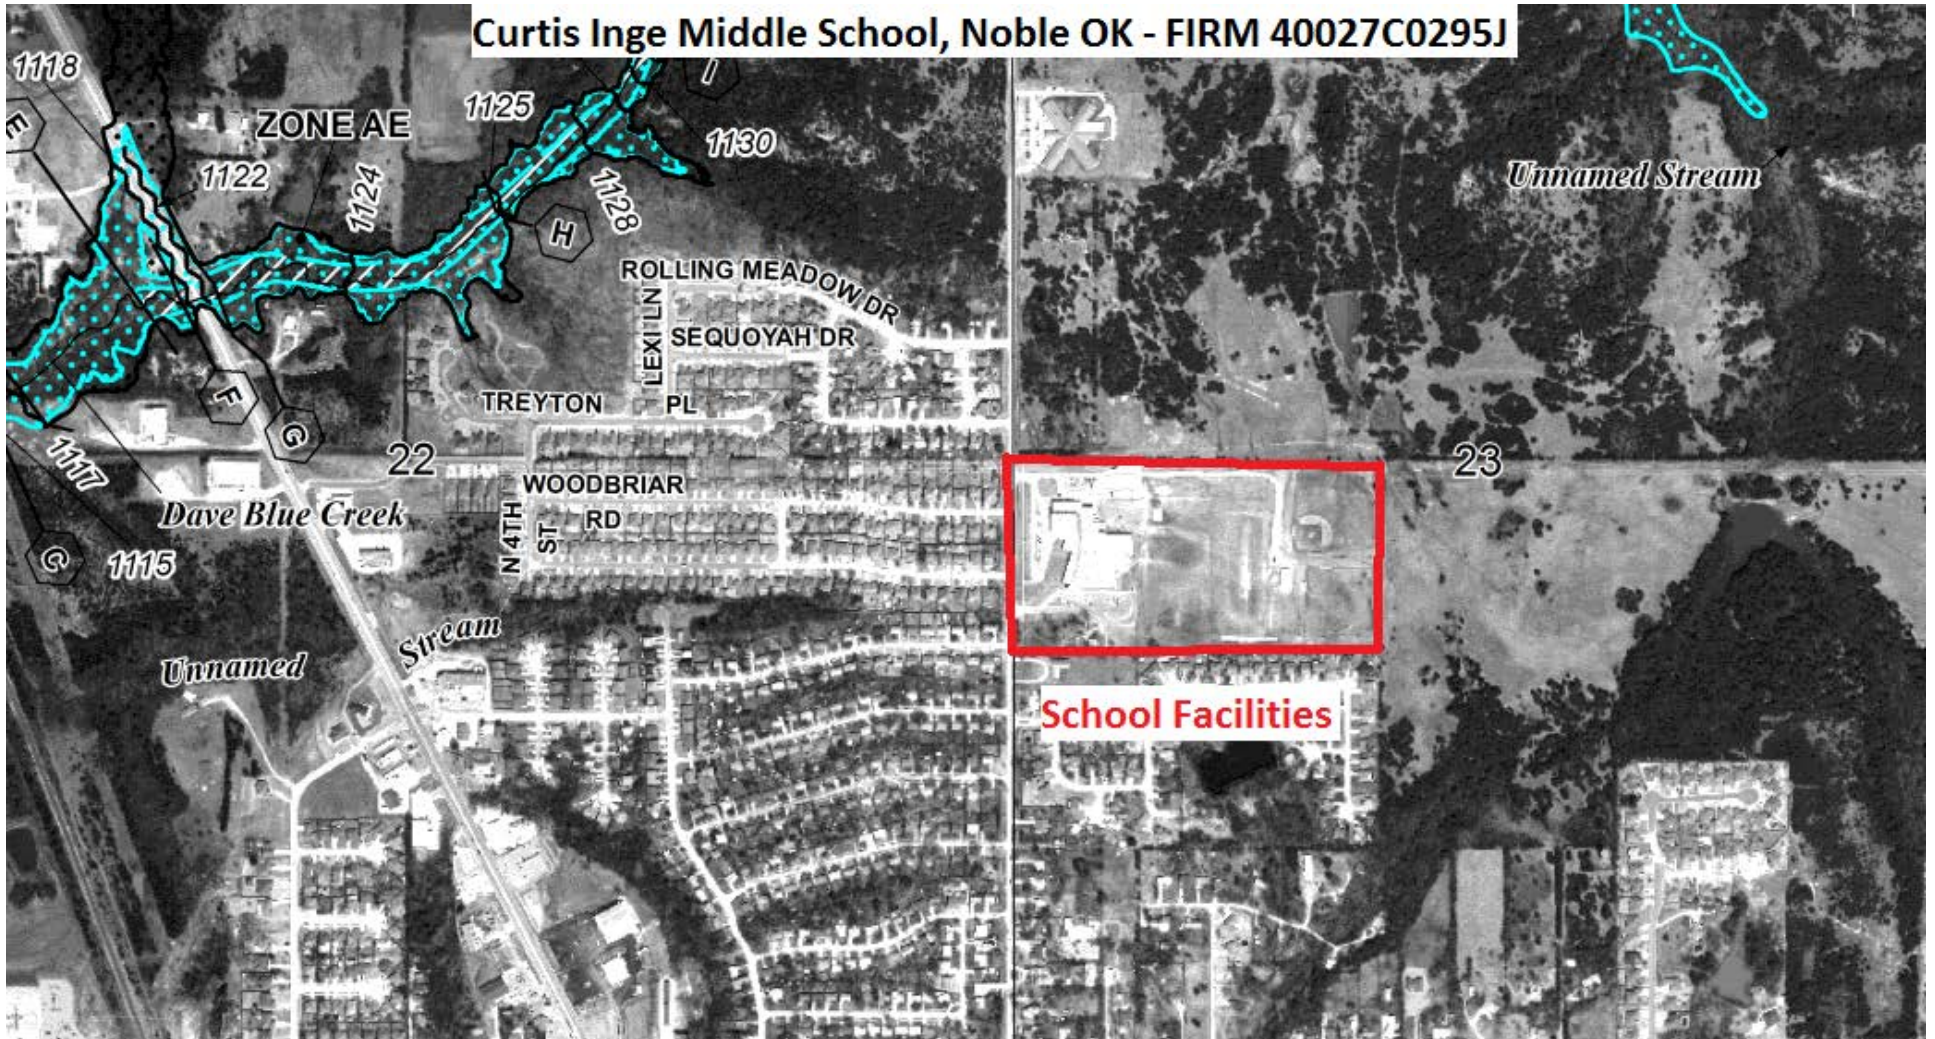 Curtis Inge Middle School, Noble OK - FIRM 40027C0295J
1118
E
ZONE AE
1125
I
1130
1122
1124
1128
H
Unnamed Stream
ROLLING MEADOW DR
LEXI LN
SEQUOYAH DR
TREYTON PL
F
G
1117
22
23
WOODBRIAR
RD
N 4TH
ST
Dave Blue Creek
C
1115
Unnamed Stream
School Facilities